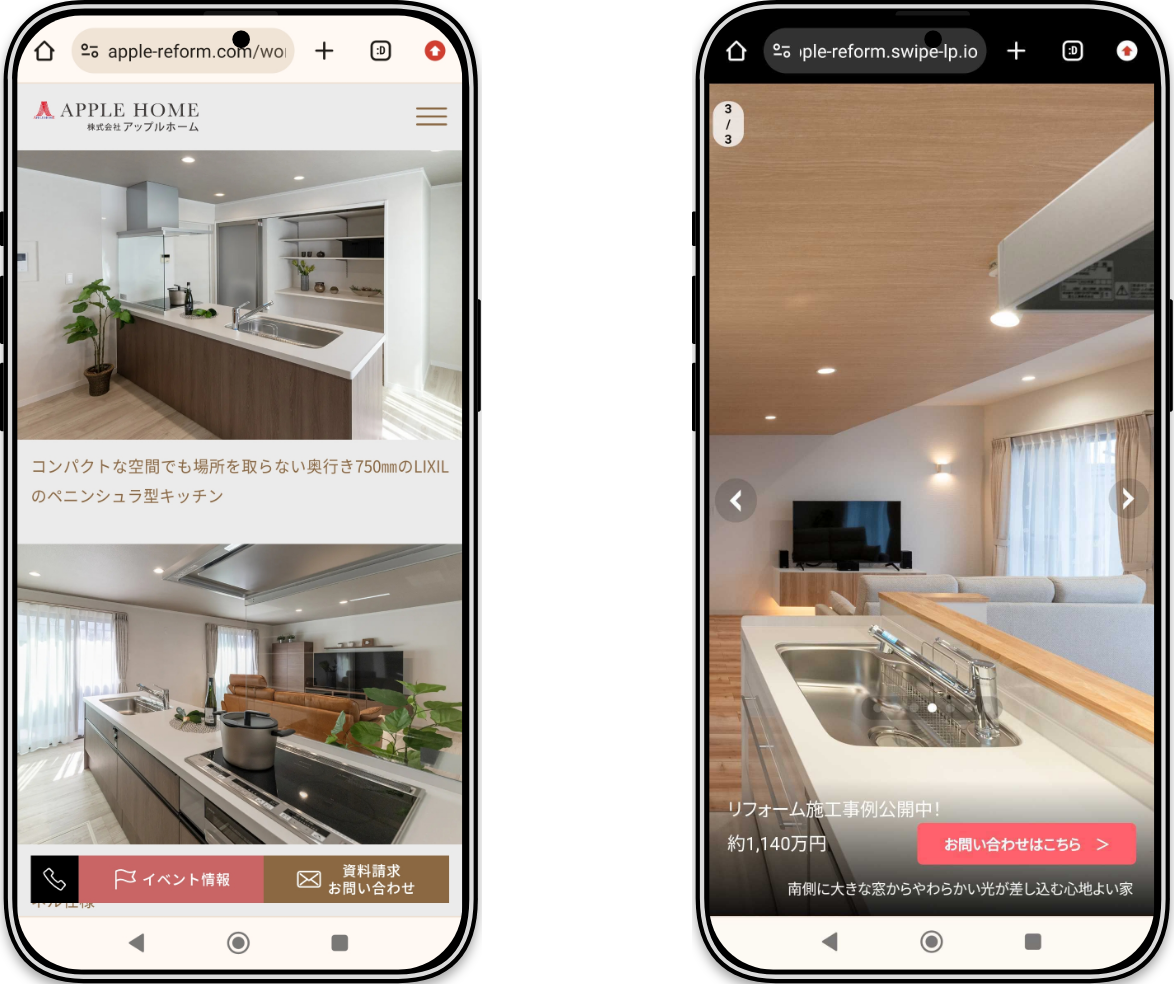 apple-reform.com/wor
:D
APPLE HOME
株式会社アップルホーム
コンパクトな空間でも場所を取らない奥行き750㎜のLIXIL
のペニンシュラ型キッチン
イベント情報
資料請求
お問い合わせ
ple-reform.swipe-lp.io
:D
3
/
3
リフォーム施工事例公開中!
約1,140万円
お問い合わせはこちら >
南側に大きな窓からやわらかい光が差し込む心地よい家